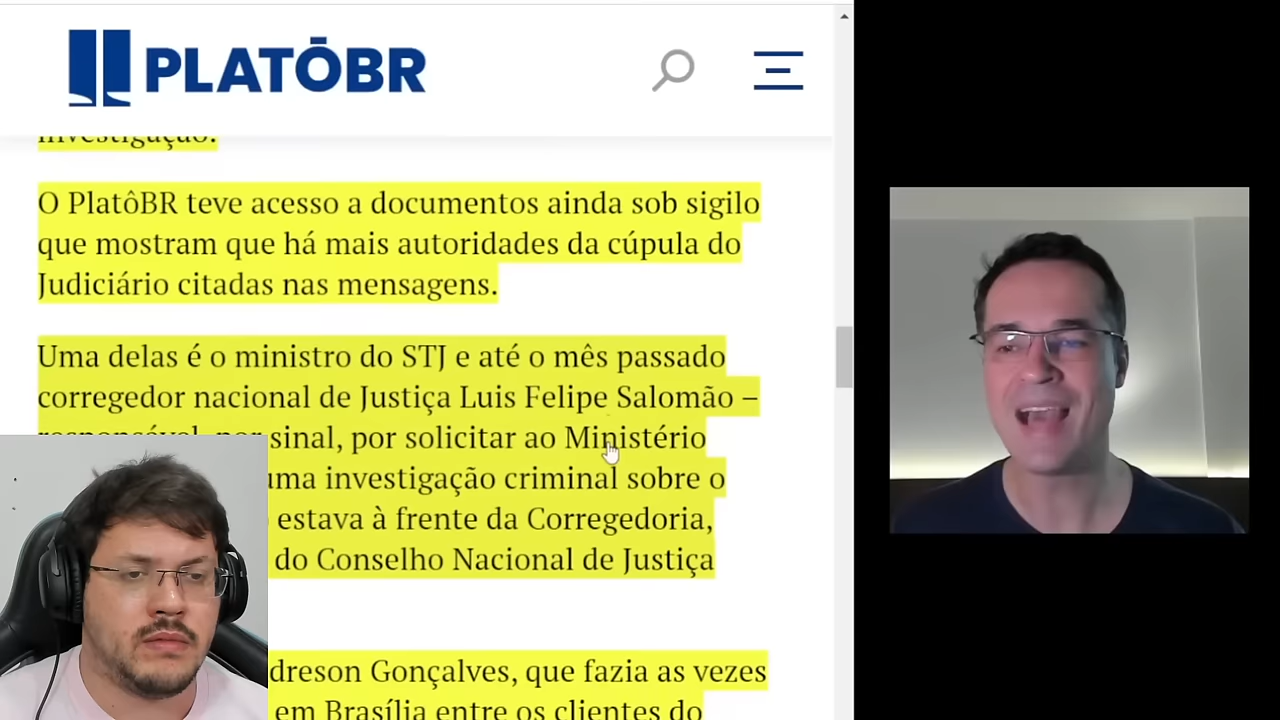 PLATŌBR
investigação.
O PlatôBR teve acesso a documentos ainda sob sigilo
que mostram que há mais autoridades da cúpula do
Judiciário citadas nas mensagens.
Uma delas é o ministro do STJ e até o mês passado
corregedor nacional de Justiça Luis Felipe Salomão –
responsável, por sinal, por solicitar ao Ministério
uma investigação criminal sobre o
estava à frente da Corregedoria,
do Conselho Nacional de Justiça
dreson Gonçalves, que fazia as vezes
em Brasília entre os clientes do